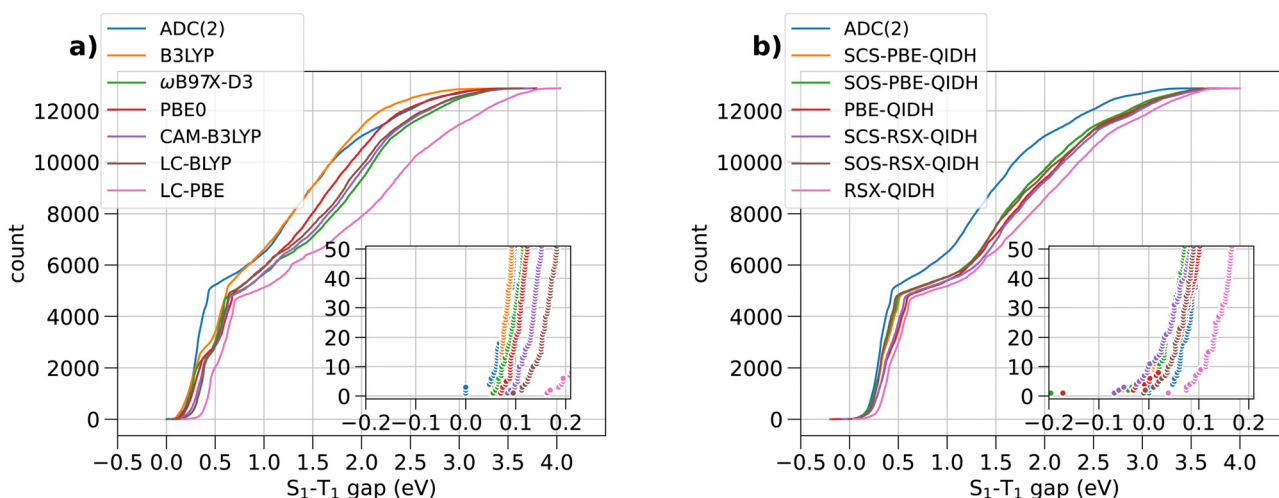 a)
ADC(2)
B3LYP
ωB97X-D3
PBE0
CAM-B3LYP
LC-BLYP
LC-PBE
count
12000
10000
8000
6000
4000
2000
0
50
40
30
20
10
0
−0.2 −0.1 0.0 0.1 0.2
−0.5 0.0 0.5 1.0 1.5 2.0 2.5 3.0 3.5 4.0
S₁-T₁ gap (eV)
b)
ADC(2)
SCS-PBE-QIDH
SOS-PBE-QIDH
PBE-QIDH
SCS-RSX-QIDH
SOS-RSX-QIDH
RSX-QIDH
count
12000
10000
8000
6000
4000
2000
0
50
40
30
20
10
0
−0.2 −0.1 0.0 0.1 0.2
−0.5 0.0 0.5 1.0 1.5 2.0 2.5 3.0 3.5 4.0
S₁-T₁ gap (eV)